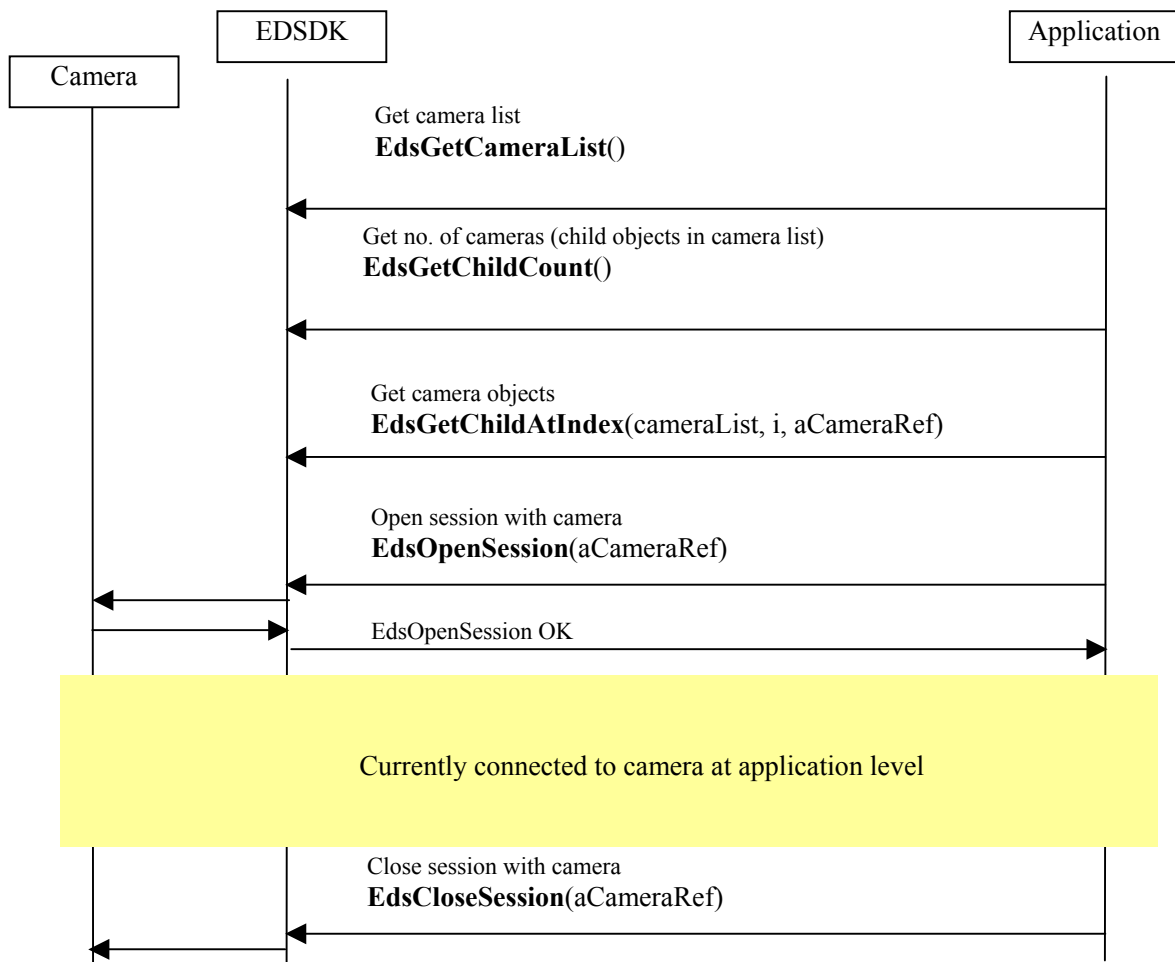 EDSDK
Application
Camera
Get camera list
EdsGetCameraList()
Get no. of cameras (child objects in camera list)
EdsGetChildCount()
Get camera objects
EdsGetChildAtIndex(cameraList, i, aCameraRef)
Open session with camera
EdsOpenSession(aCameraRef)
EdsOpenSession OK
Currently connected to camera at application level
Close session with camera
EdsCloseSession(aCameraRef)